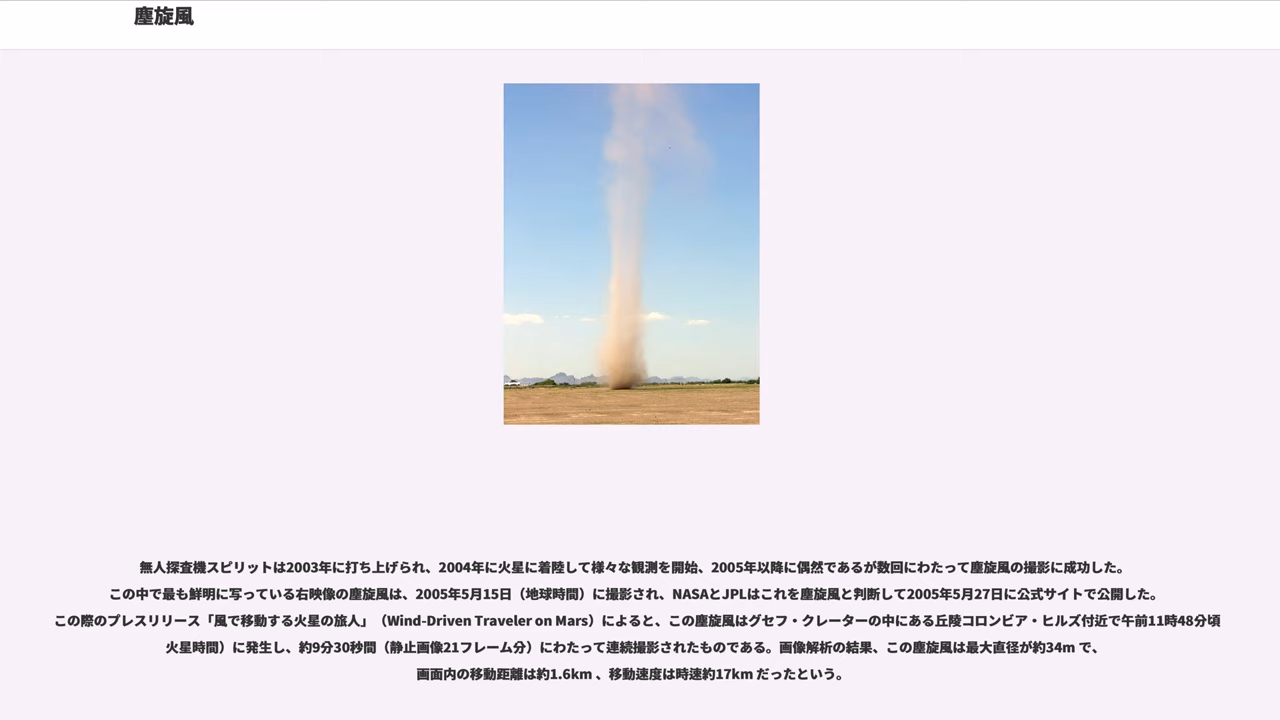 塵旋風
無人探査機スピリットは2003年に打ち上げられ、2004年に火星に着陸して様々な観測を開始、2005年以降に偶然であるが数回にわたって塵旋風の撮影に成功した。
この中で最も鮮明に写っている右映像の塵旋風は、2005年5月15日（地球時間）に撮影され、NASAとJPLはこれを塵旋風と判断して2005年5月27日に公式サイトで公開した。
この際のプレスリリース「風で移動する火星の旅人」（Wind-Driven Traveler on Mars）によると、この塵旋風はグセフ・クレーターの中にある丘陵コロンビア・ヒルズ付近で午前11時48分頃
火星時間）に発生し、約9分30秒間（静止画像21フレーム分）にわたって連続撮影されたものである。画像解析の結果、この塵旋風は最大直径が約34m で、
画面内の移動距離は約1.6km 、移動速度は時速約17km だったという。